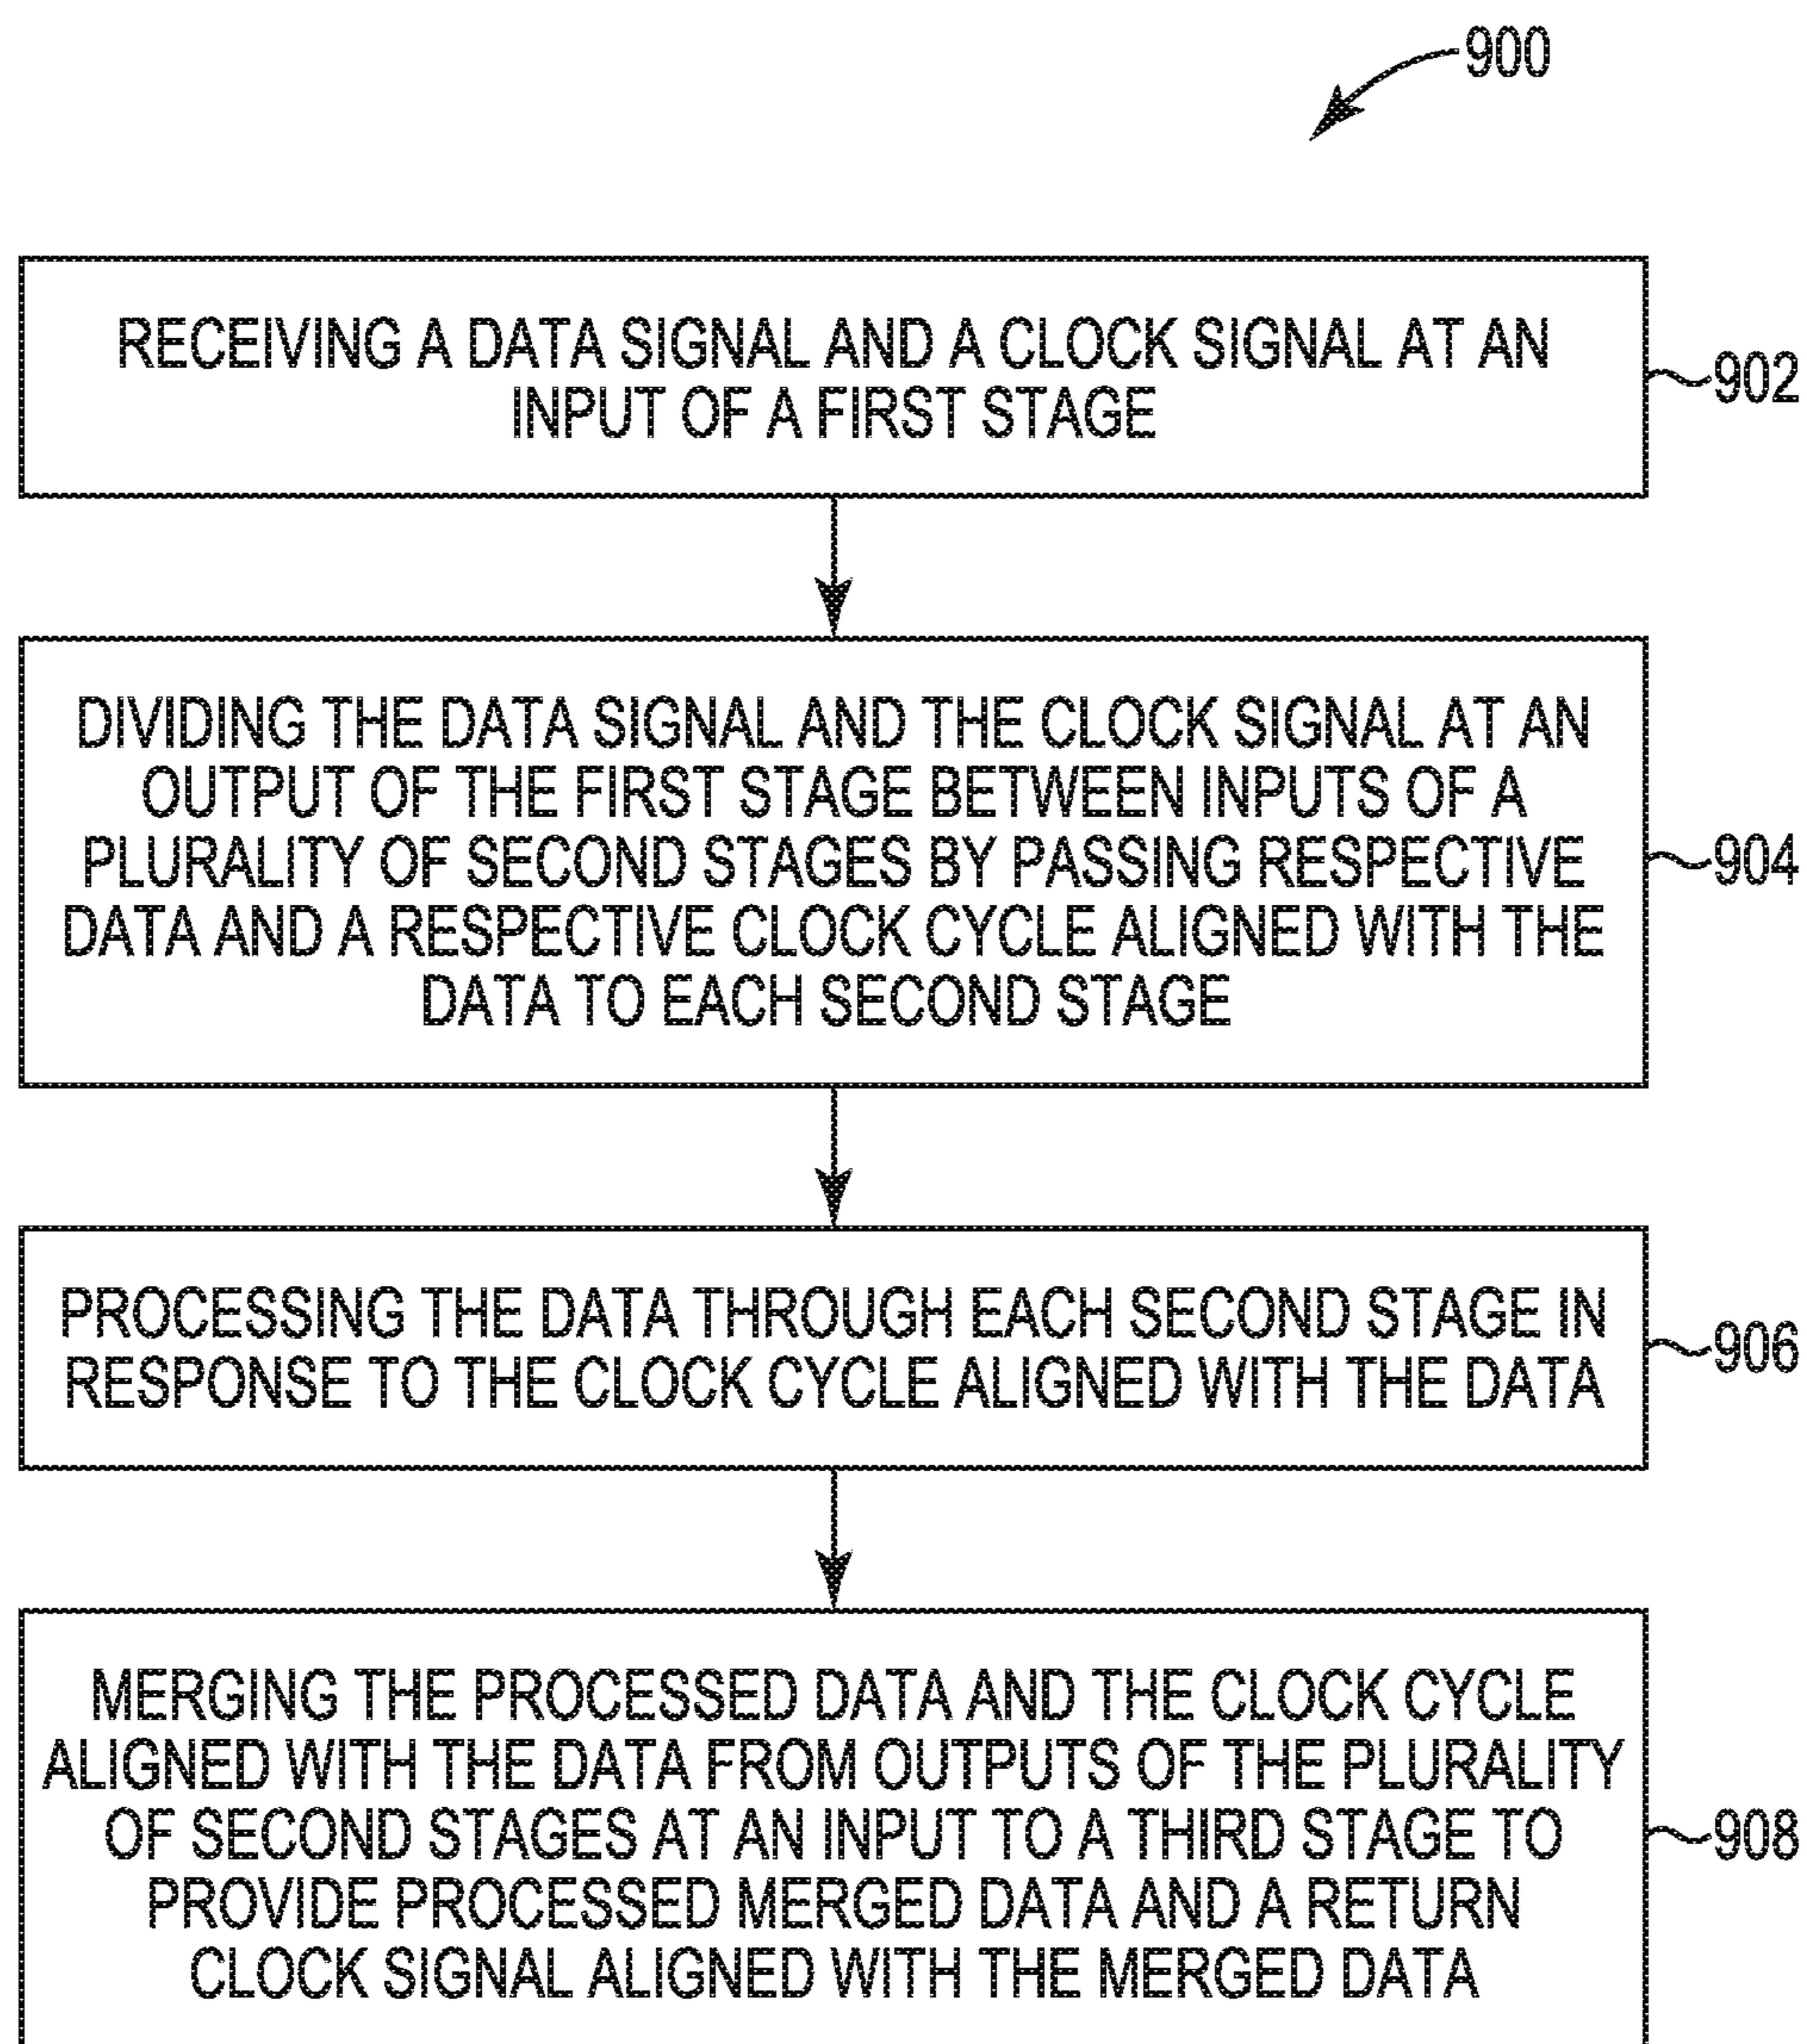 900
RECEIVING A DATA SIGNAL AND A CLOCK SIGNAL AT AN
INPUT OF A FIRST STAGE
902
DIVIDING THE DATA SIGNAL AND THE CLOCK SIGNAL AT AN
OUTPUT OF THE FIRST STAGE BETWEEN INPUTS OF A
PLURALITY OF SECOND STAGES BY PASSING RESPECTIVE
DATA AND A RESPECTIVE CLOCK CYCLE ALIGNED WITH THE
DATA TO EACH SECOND STAGE
904
PROCESSING THE DATA THROUGH EACH SECOND STAGE IN
RESPONSE TO THE CLOCK CYCLE ALIGNED WITH THE DATA
906
MERGING THE PROCESSED DATA AND THE CLOCK CYCLE
ALIGNED WITH THE DATA FROM OUTPUTS OF THE PLURALITY
OF SECOND STAGES AT AN INPUT TO A THIRD STAGE TO
PROVIDE PROCESSED MERGED DATA AND A RETURN
CLOCK SIGNAL ALIGNED WITH THE MERGED DATA
908